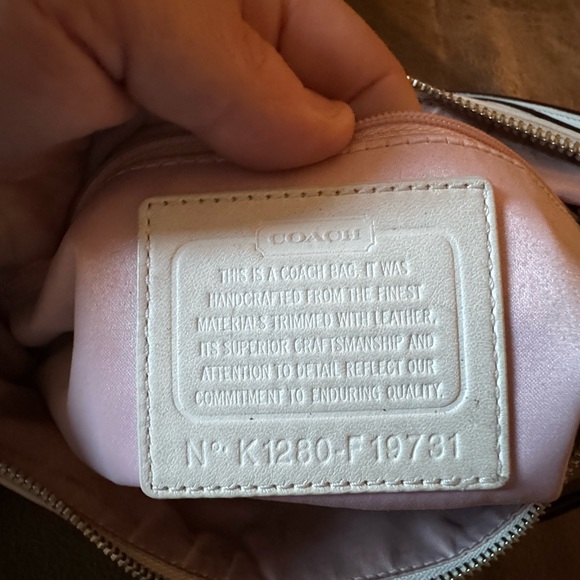 COACH
THIS IS A COACH BAG. IT WAS
HANDCRAFTED FROM THE FINEST
MATERIALS TRIMMED WITH LEATHER.
ITS SUPERIOR CRAFTSMANSHIP AND
ATTENTION TO DETAIL REFLECT OUR
COMMITMENT TO ENDURING QUALITY.
Nº. K1280-F19731